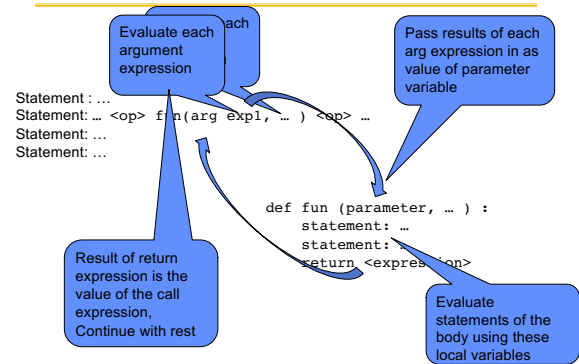 each
Evaluate each
argument
expression
Pass results of each
arg expression in as
value of parameter
variable
Statement : …
Statement: … <op> fun(arg exp1, … ) <op> …
Statement: …
Statement: …
def fun (parameter, … ) :
statement: …
statement: …
return <expression>
Result of return
expression is the
value of the call
expression,
Continue with rest
Evaluate
statements of the
body using these
local variables